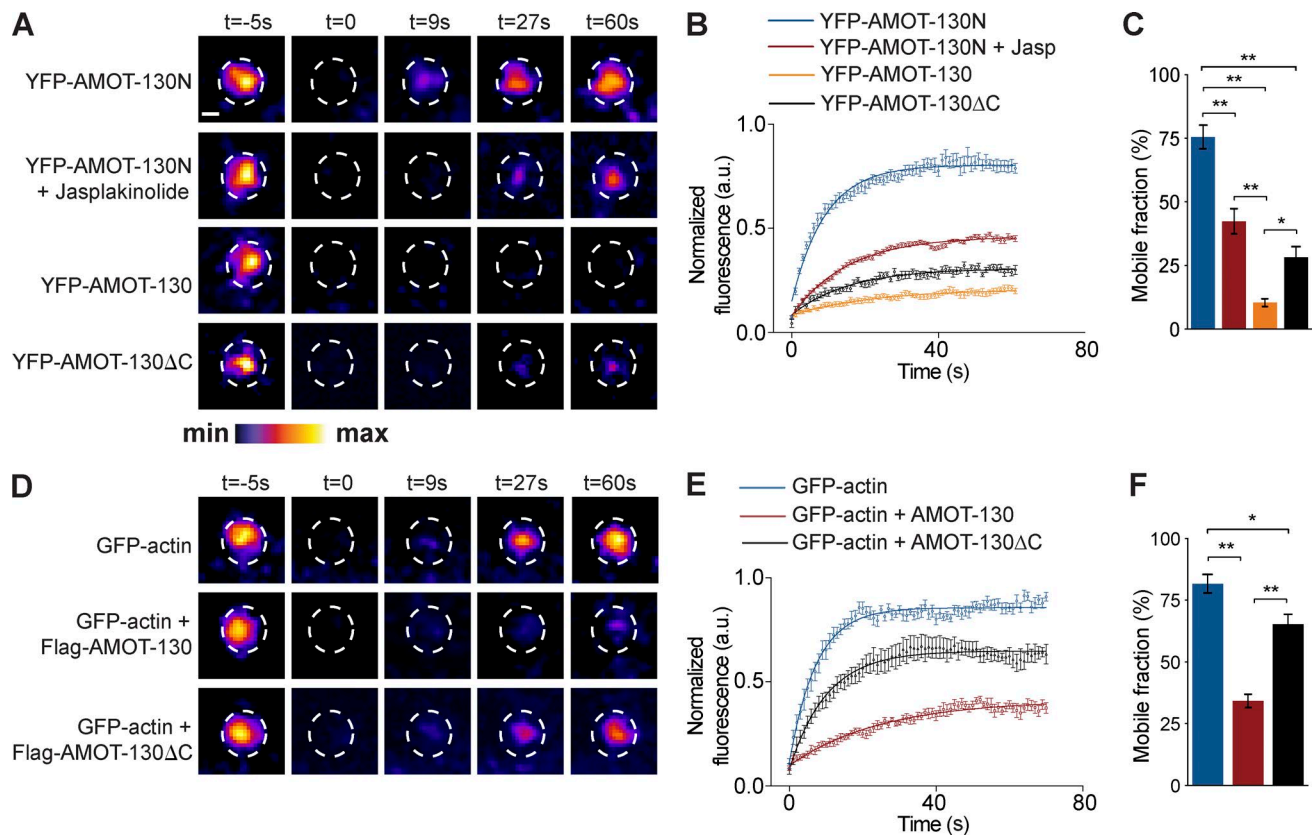 A
t=-5s t=0 t=9s t=27s t=60s
YFP-AMOT-130N
YFP-AMOT-130N
+ Jasplakinolide
YFP-AMOT-130
YFP-AMOT-130ΔC
min max
B
YFP-AMOT-130N
YFP-AMOT-130N + Jasp
YFP-AMOT-130
YFP-AMOT-130ΔC
Normalized
fluorescence (a.u.)
1.0
0.5
0.0
0 40 80
Time (s)
C
Mobile fraction (%)
100
75
50
25
0
**
**
**
**
*
D
t=-5s t=0 t=9s t=27s t=60s
GFP-actin
GFP-actin +
Flag-AMOT-130
GFP-actin +
Flag-AMOT-130ΔC
E
GFP-actin
GFP-actin + AMOT-130
GFP-actin + AMOT-130ΔC
Normalized
fluorescence (a.u.)
1.0
0.5
0.0
0 40 80
Time (s)
F
Mobile fraction (%)
100
75
50
25
0
*
**
**